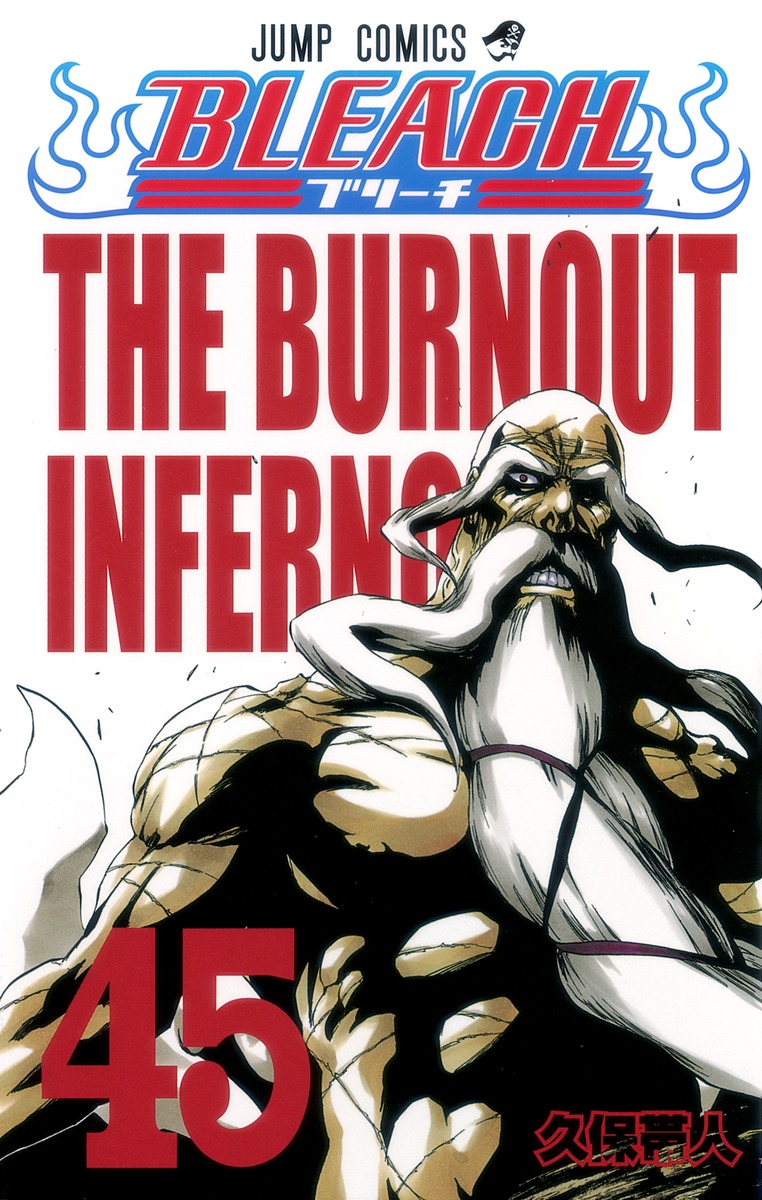 JUMP COMICS
BLEACH
ブリーチ
THE BURNOUT
INFERNO
45
久保帯人